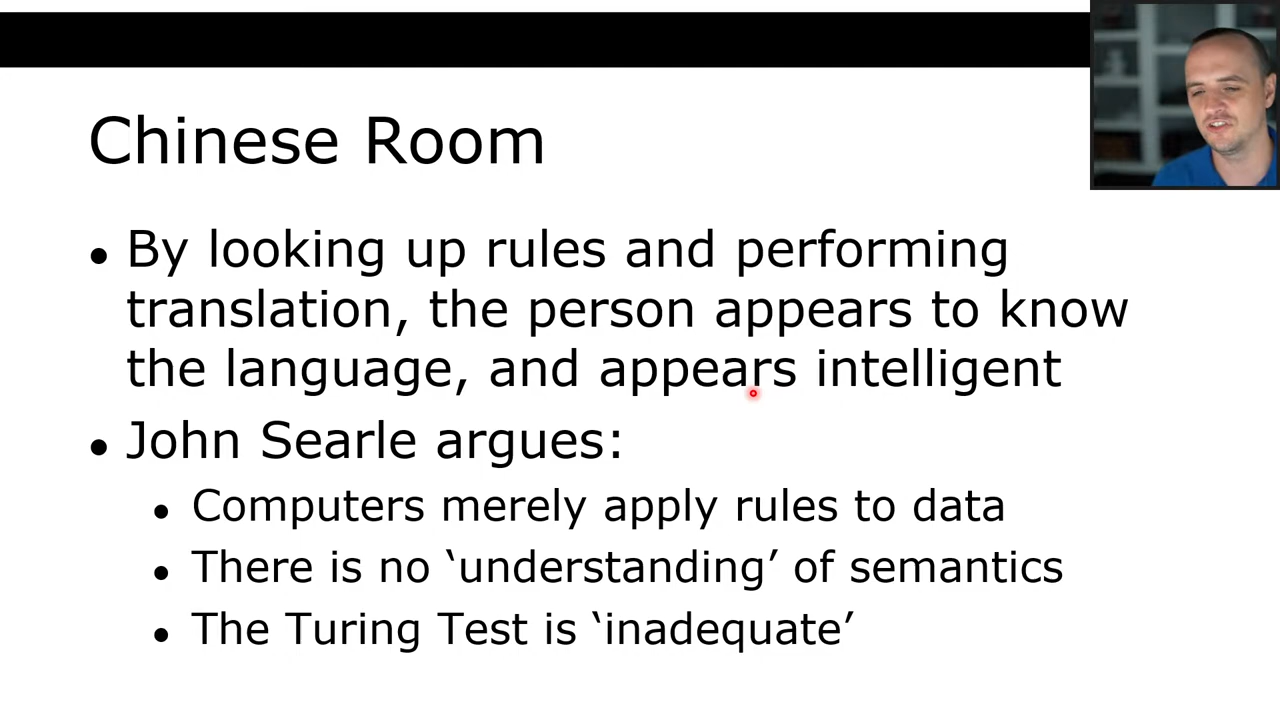 Chinese Room
• By looking up rules and performing
translation, the person appears to know
the language, and appears intelligent
• John Searle argues:
• Computers merely apply rules to data
• There is no ‘understanding’ of semantics
• The Turing Test is ‘inadequate’